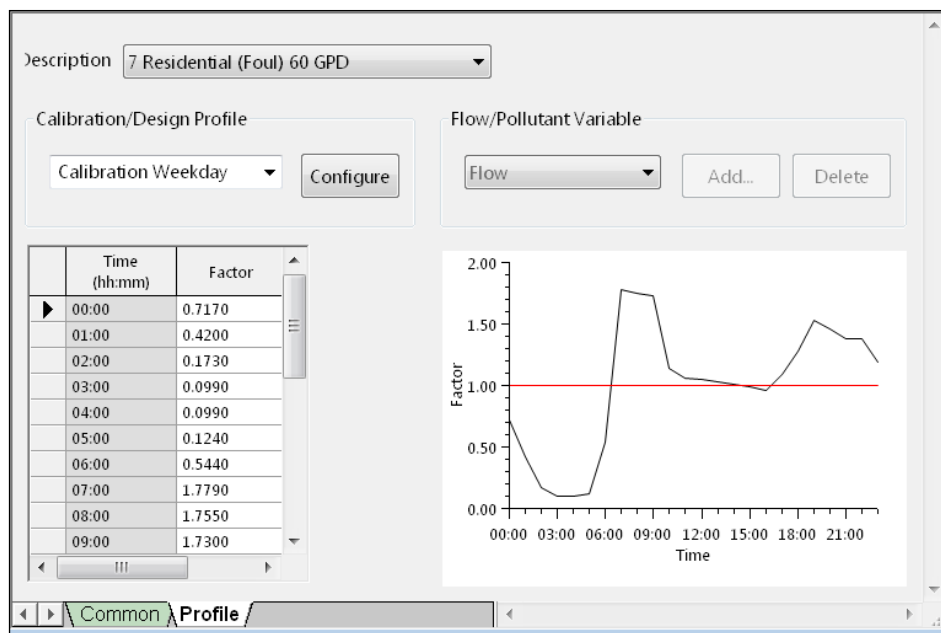 Description 7 Residential (Foul) 60 GPD
Calibration/Design Profile
Calibration Weekday
Configure
Flow/Pollutant Variable
Flow
Add...
Delete
Time (hh:mm) Factor
00:00 0.7170
01:00 0.4200
02:00 0.1730
03:00 0.0990
04:00 0.0990
05:00 0.1240
06:00 0.5440
07:00 1.7790
08:00 1.7550
09:00 1.7300
2.00
1.50
1.00
0.50
0.00
Factor
00:00 03:00 06:00 09:00 12:00 15:00 18:00 21:00
Time
Common Profile